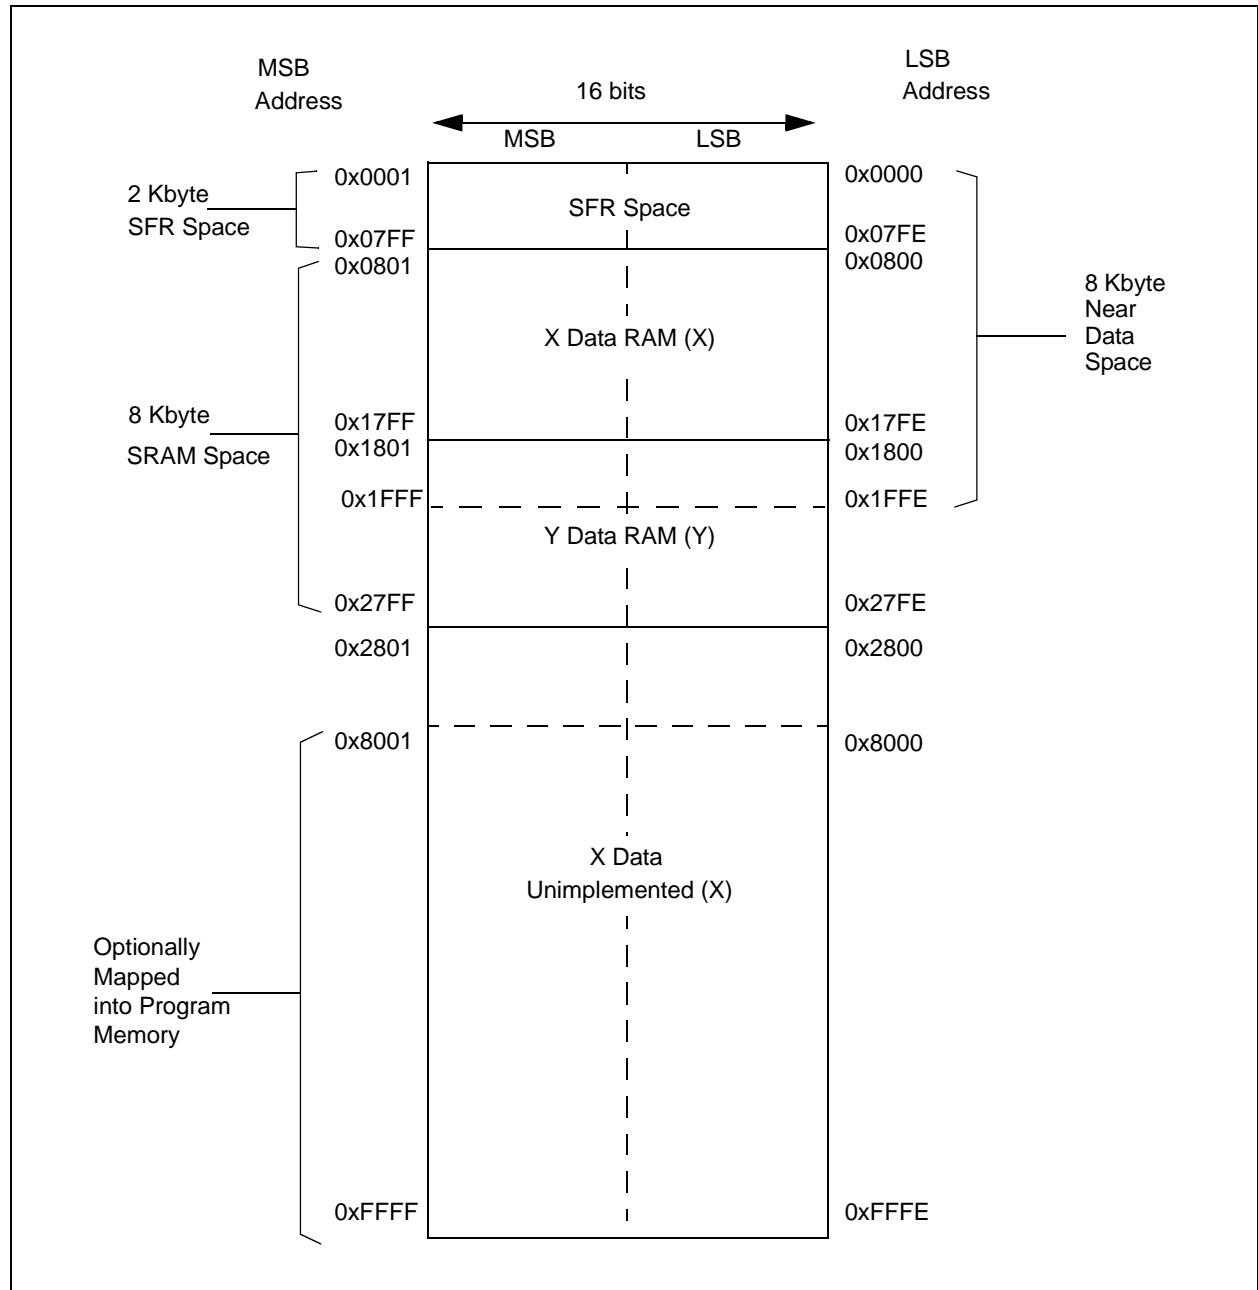 MSB
Address
LSB
Address
16 bits
MSB
LSB
2 Kbyte
SFR Space
0x0001
0x0000
SFR Space
0x07FF
0x07FE
0x0801
0x0800
8 Kbyte
Near
Data
Space
X Data RAM (X)
8 Kbyte
SRAM Space
0x17FF
0x17FE
0x1801
0x1800
0x1FFF
0x1FFE
Y Data RAM (Y)
0x27FF
0x27FE
0x2801
0x2800
0x8001
0x8000
X Data
Unimplemented (X)
Optionally
Mapped
into Program
Memory
0xFFFF
0xFFFE